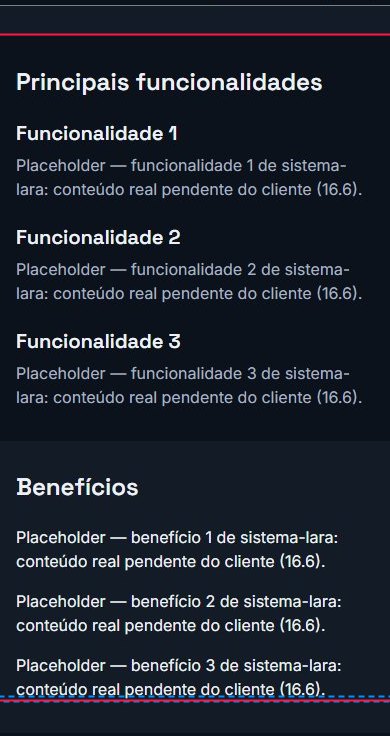 Principais funcionalidades
Funcionalidade 1
Placeholder — funcionalidade 1 de sistema-
lara: conteúdo real pendente do cliente (16.6).
Funcionalidade 2
Placeholder — funcionalidade 2 de sistema-
lara: conteúdo real pendente do cliente (16.6).
Funcionalidade 3
Placeholder — funcionalidade 3 de sistema-
lara: conteúdo real pendente do cliente (16.6).
Benefícios
Placeholder — benefício 1 de sistema-lara:
conteúdo real pendente do cliente (16.6).
Placeholder — benefício 2 de sistema-lara:
conteúdo real pendente do cliente (16.6).
Placeholder — benefício 3 de sistema-lara:
conteúdo real pendente do cliente (16.6).